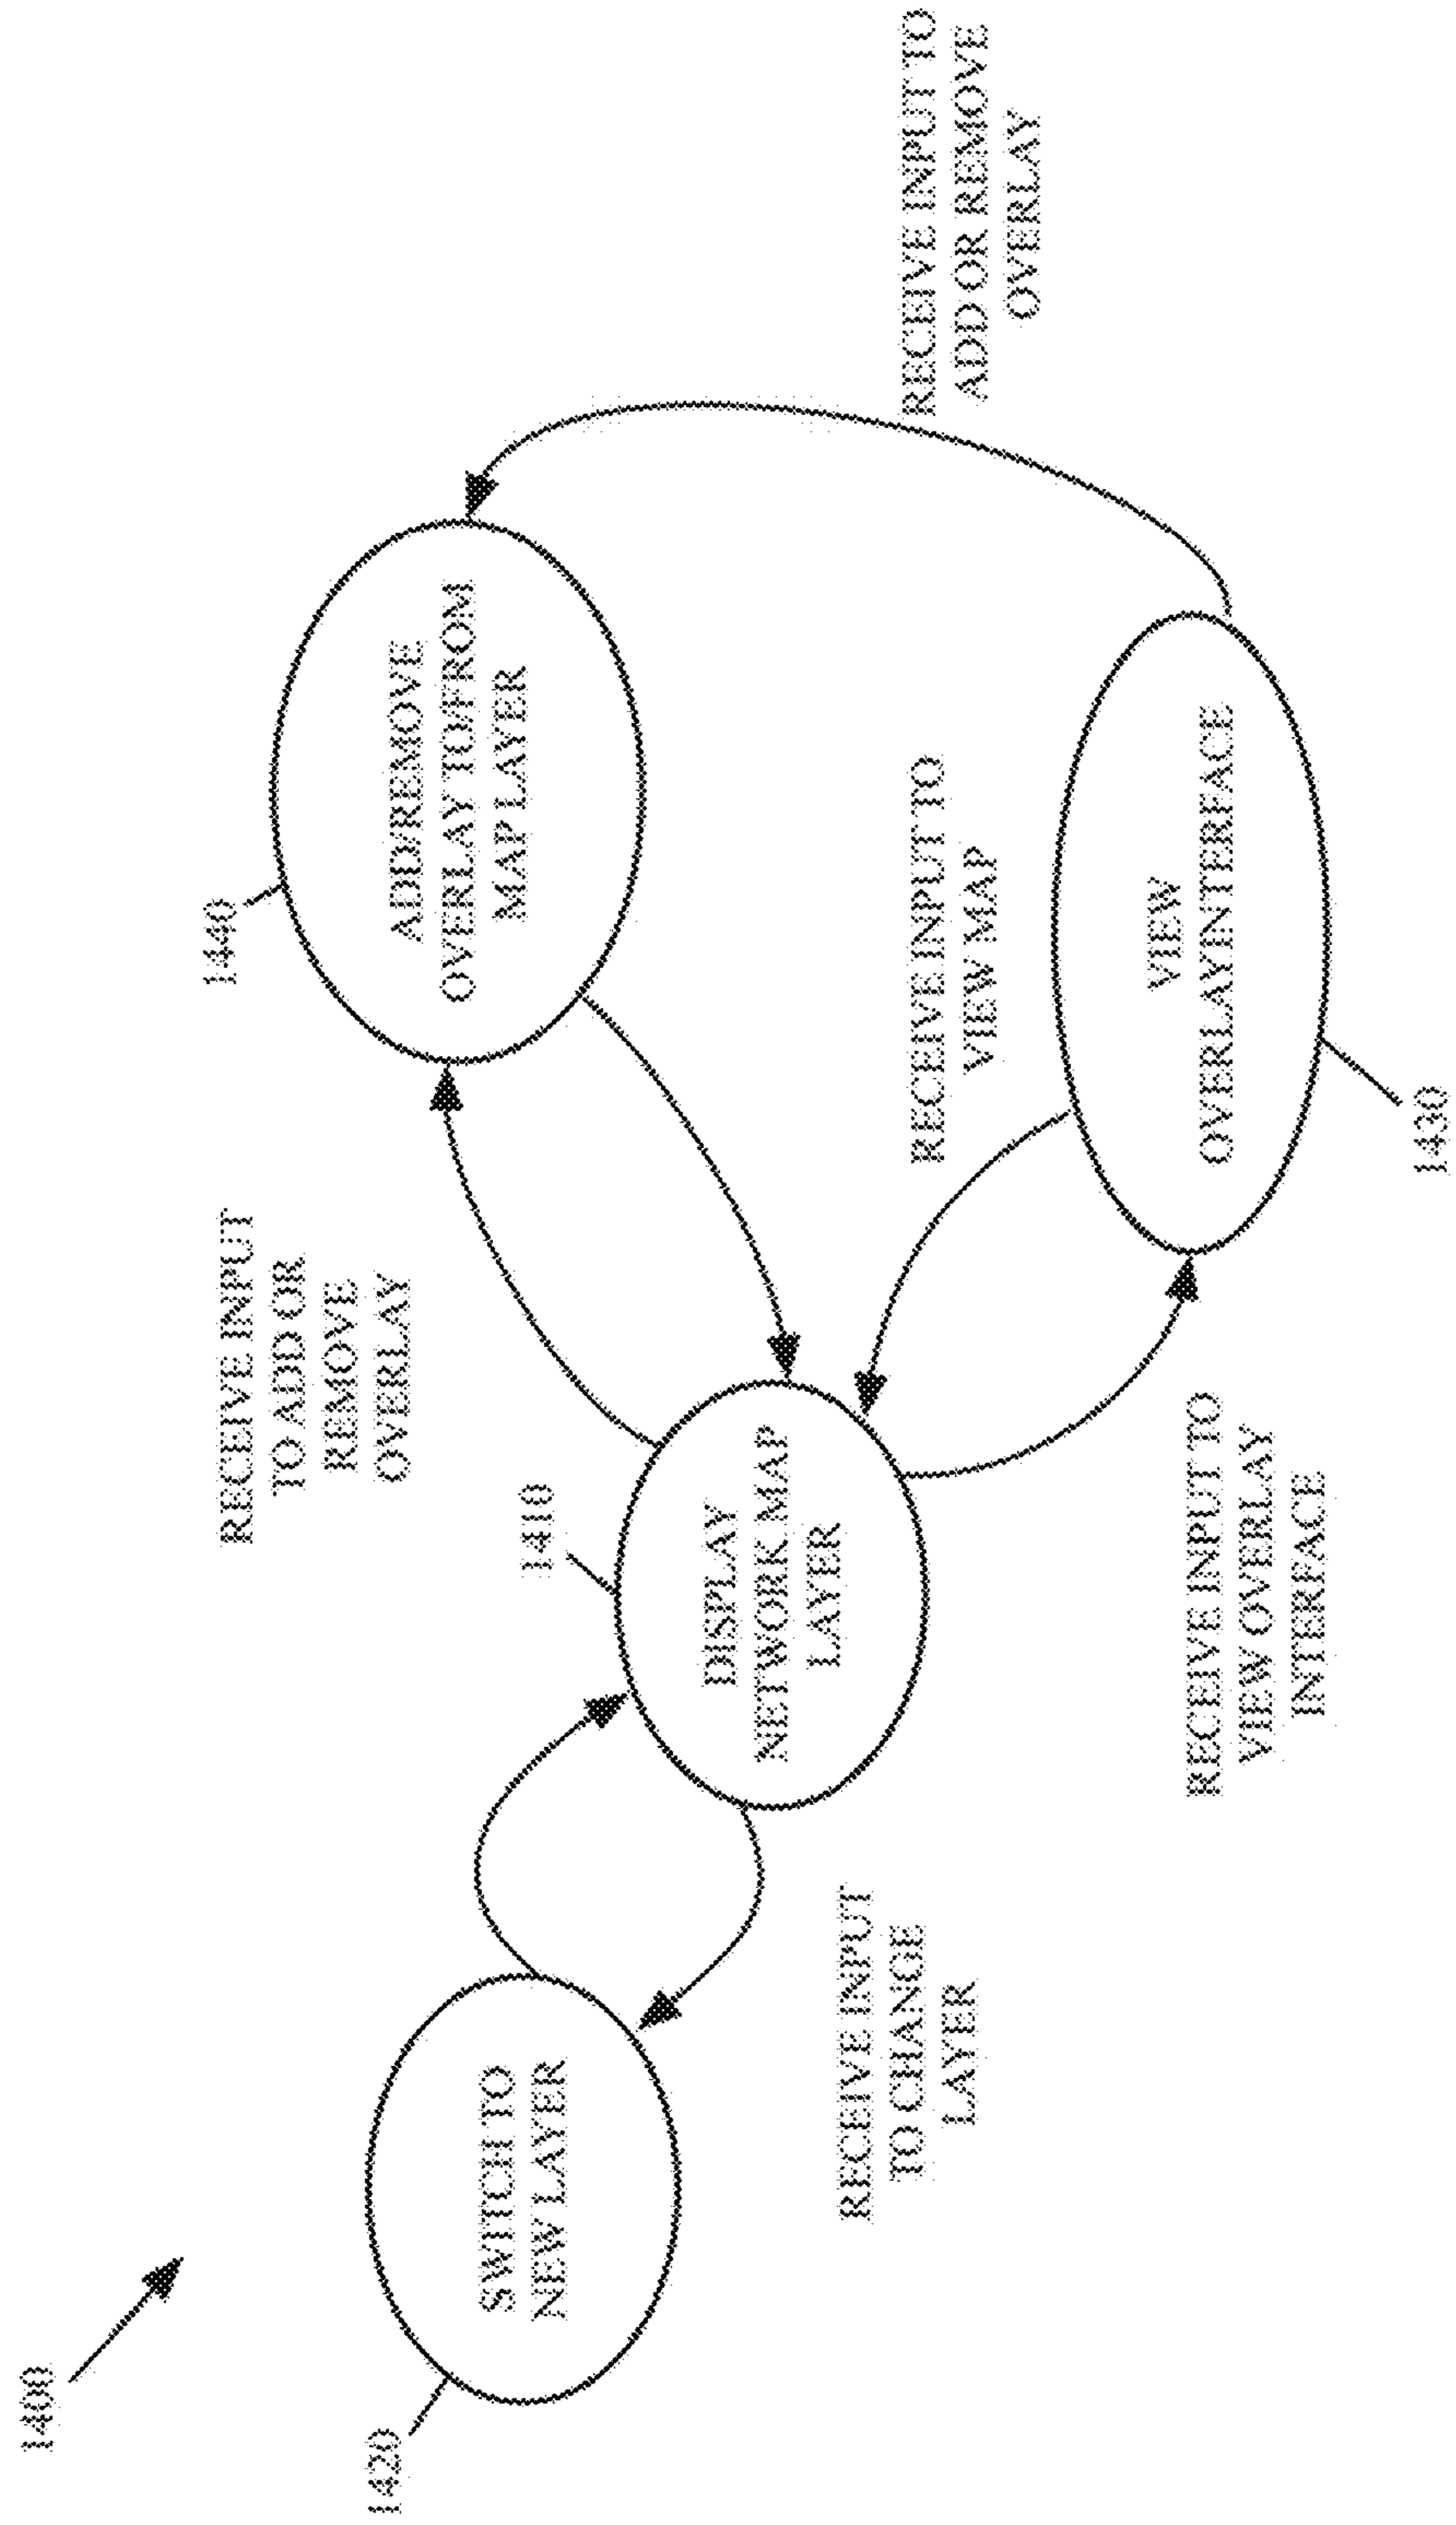 1400
1420
SWITCH TO
NEW LAYER
RECEIVE INPUT
TO CHANGE
LAYER
1410
DISPLAY
NETWORK MAP
LAYER
RECEIVE INPUT
TO ADD OR
REMOVE
OVERLAY
1440
ADD/REMOVE
OVERLAY TO/FROM
MAP LAYER
RECEIVE INPUT TO
VIEW MAP
RECEIVE INPUT TO
VIEW OVERLAY
INTERFACE
VIEW
OVERLAYINTERFACE
1430
RECEIVE INPUT TO
ADD OR REMOVE
OVERLAY